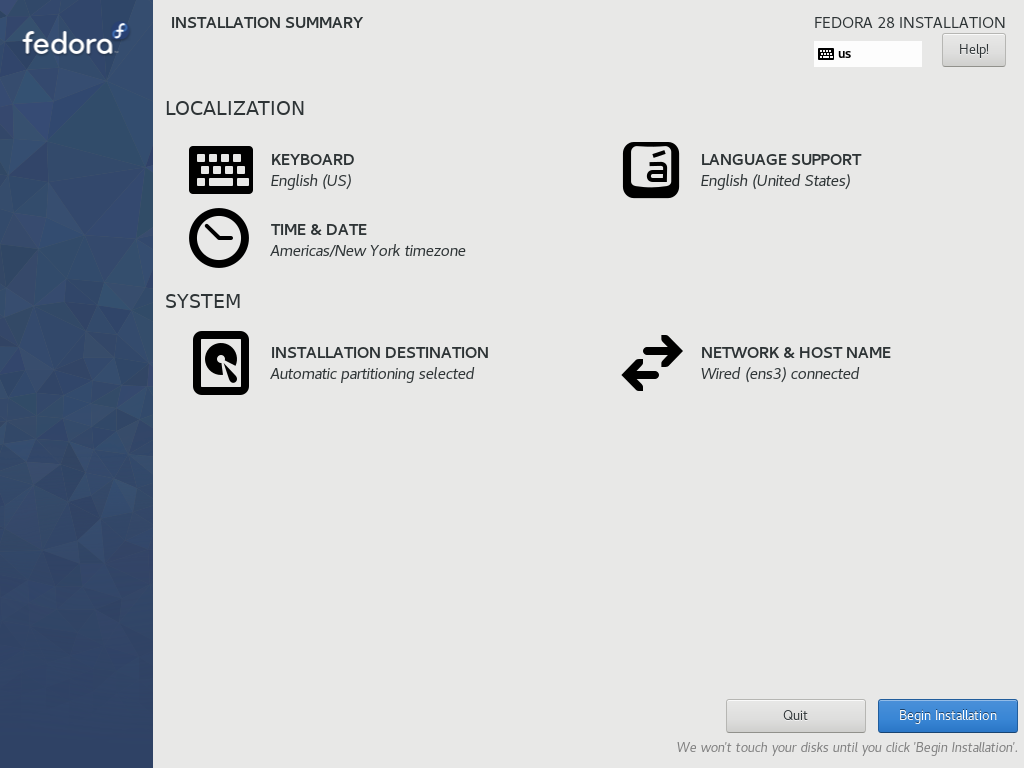 fedora
INSTALLATION SUMMARY
FEDORA 28 INSTALLATION
us
Help!
LOCALIZATION
KEYBOARD
English (US)
LANGUAGE SUPPORT
English (United States)
TIME & DATE
Americas/New York timezone
SYSTEM
INSTALLATION DESTINATION
Automatic partitioning selected
NETWORK & HOST NAME
Wired (ens3) connected
Quit
Begin Installation
We won't touch your disks until you click 'Begin Installation'.